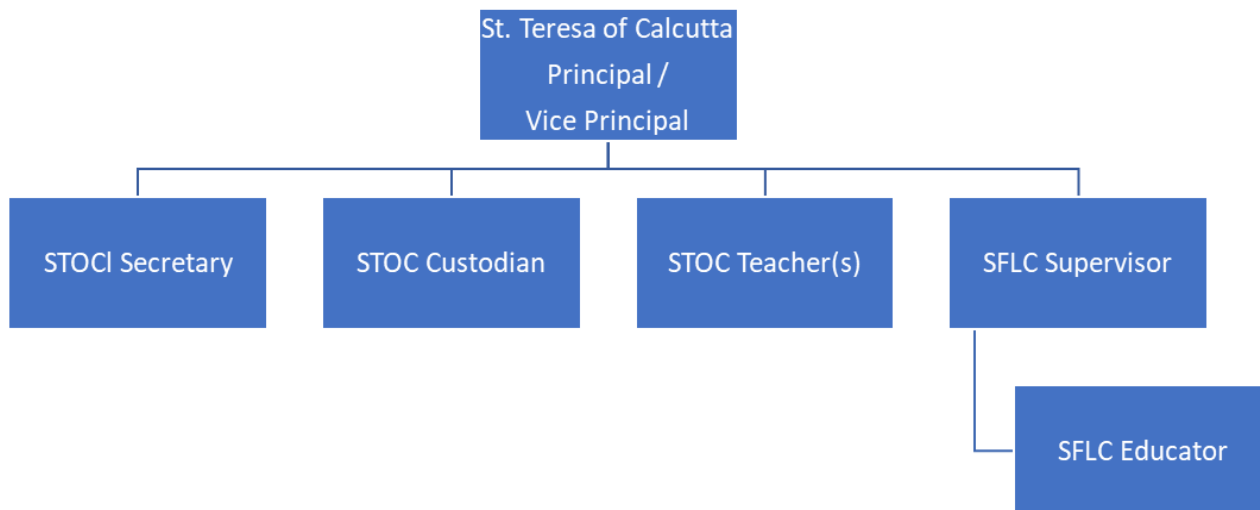 St. Teresa of Calcutta
Principal /
Vice Principal
STOCl Secretary
STOC Custodian
STOC Teacher(s)
SFLC Supervisor
SFLC Educator